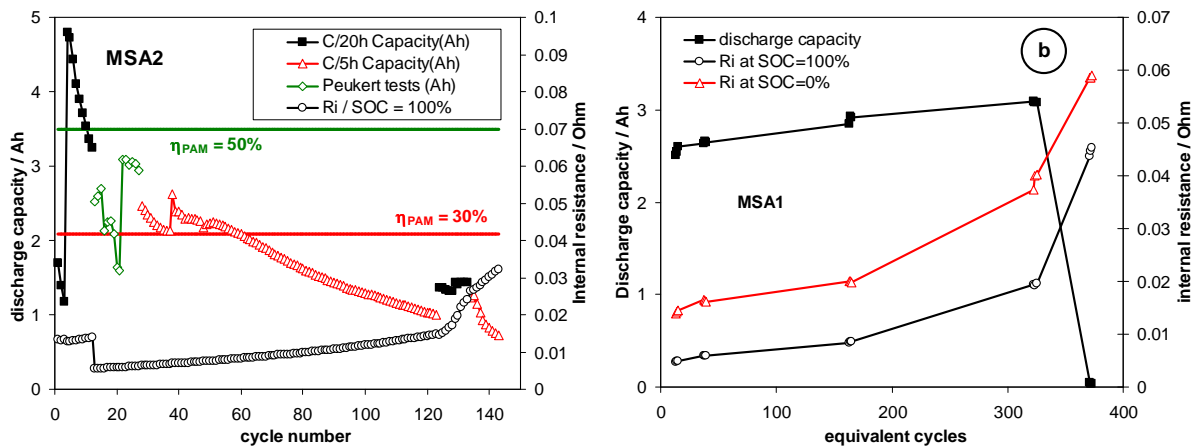 MSA2
C/20h Capacity(Ah)
C/5h Capacity(Ah)
Peukert tests (Ah)
Ri / SOC = 100%
ηPAM = 50%
ηPAM = 30%
discharge capacity / Ah
5
4
3
2
1
0
0 20 40 60 80 100 120 140
cycle number
0.1
0.09
0.08
0.07
0.06
0.05
0.04
0.03
0.02
0.01
0
Internal resistance / Ohm
b
discharge capacity
Ri at SOC=100%
Ri at SOC=0%
MSA1
Discharge capacity / Ah
4
3
2
1
0
0 100 200 300 400
equivalent cycles
0.07
0.06
0.05
0.04
0.03
0.02
0.01
0
internal resistance / Ohm